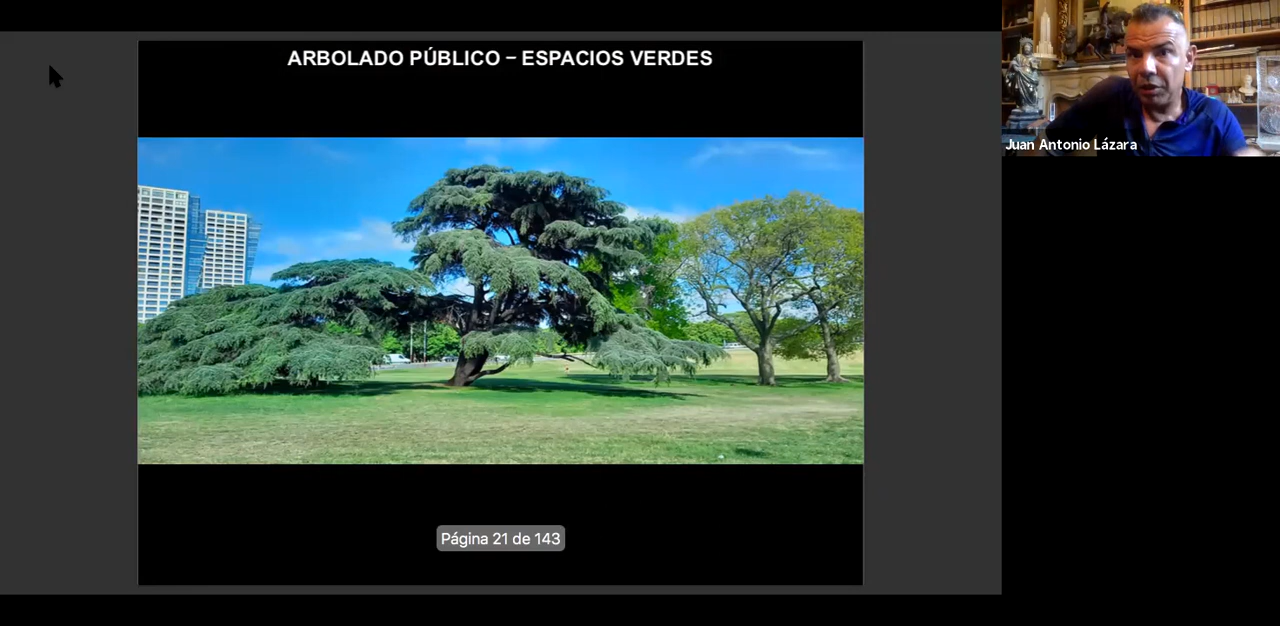 ARBOLADO PÚBLICO – ESPACIOS VERDES
Juan Antonio Lázara
Página 21 de 143